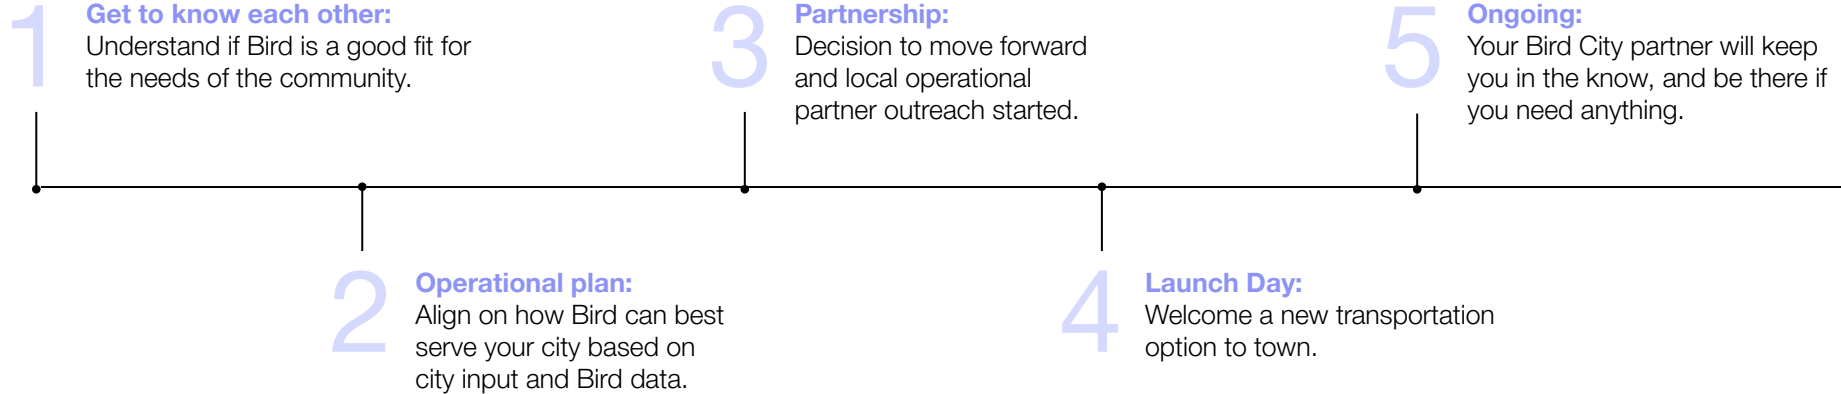 1
Get to know each other:
Understand if Bird is a good fit for
the needs of the community.
2
Operational plan:
Align on how Bird can best
serve your city based on
city input and Bird data.
3
Partnership:
Decision to move forward
and local operational
partner outreach started.
4
Launch Day:
Welcome a new transportation
option to town.
5
Ongoing:
Your Bird City partner will keep
you in the know, and be there if
you need anything.